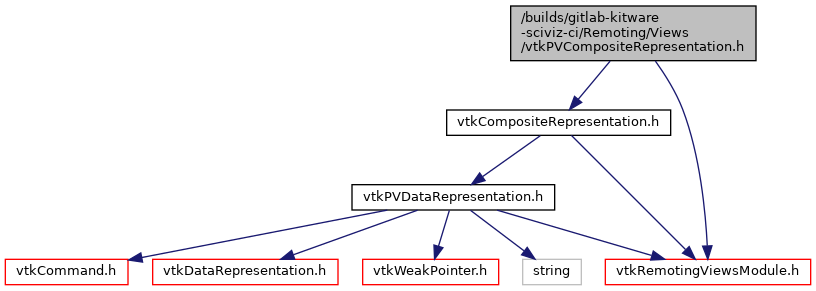 /builds/gitlab-kitware
-sciviz-ci/Remoting/Views
/vtkPVCompositeRepresentation.h
vtkCompositeRepresentation.h
vtkPVDataRepresentation.h
vtkCommand.h
vtkDataRepresentation.h
vtkWeakPointer.h
string
vtkRemotingViewsModule.h